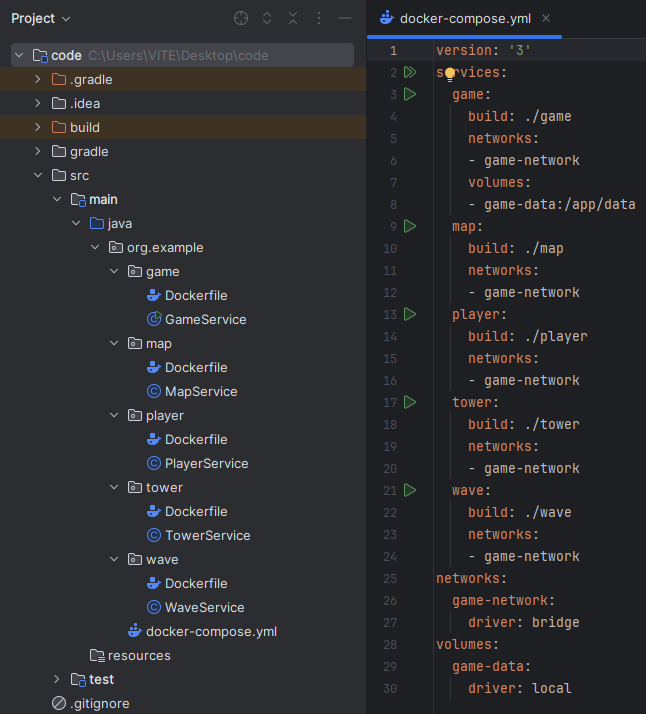 Project
code C:\Users\VITE\Desktop\code
.gradle
.idea
build
gradle
src
main
java
org.example
game
Dockerfile
GameService
map
Dockerfile
MapService
player
Dockerfile
PlayerService
tower
Dockerfile
TowerService
wave
Dockerfile
WaveService
docker-compose.yml
resources
test
.gitignore
docker-compose.yml
1 version: '3'
2 services:
3 game:
4 build: ./game
5 networks:
6 - game-network
7 volumes:
8 - game-data:/app/data
9 map:
10 build: ./map
11 networks:
12 - game-network
13 player:
14 build: ./player
15 networks:
16 - game-network
17 tower:
18 build: ./tower
19 networks:
20 - game-network
21 wave:
22 build: ./wave
23 networks:
24 - game-network
25 networks:
26 game-network:
27 driver: bridge
28 volumes:
29 game-data:
30 driver: local